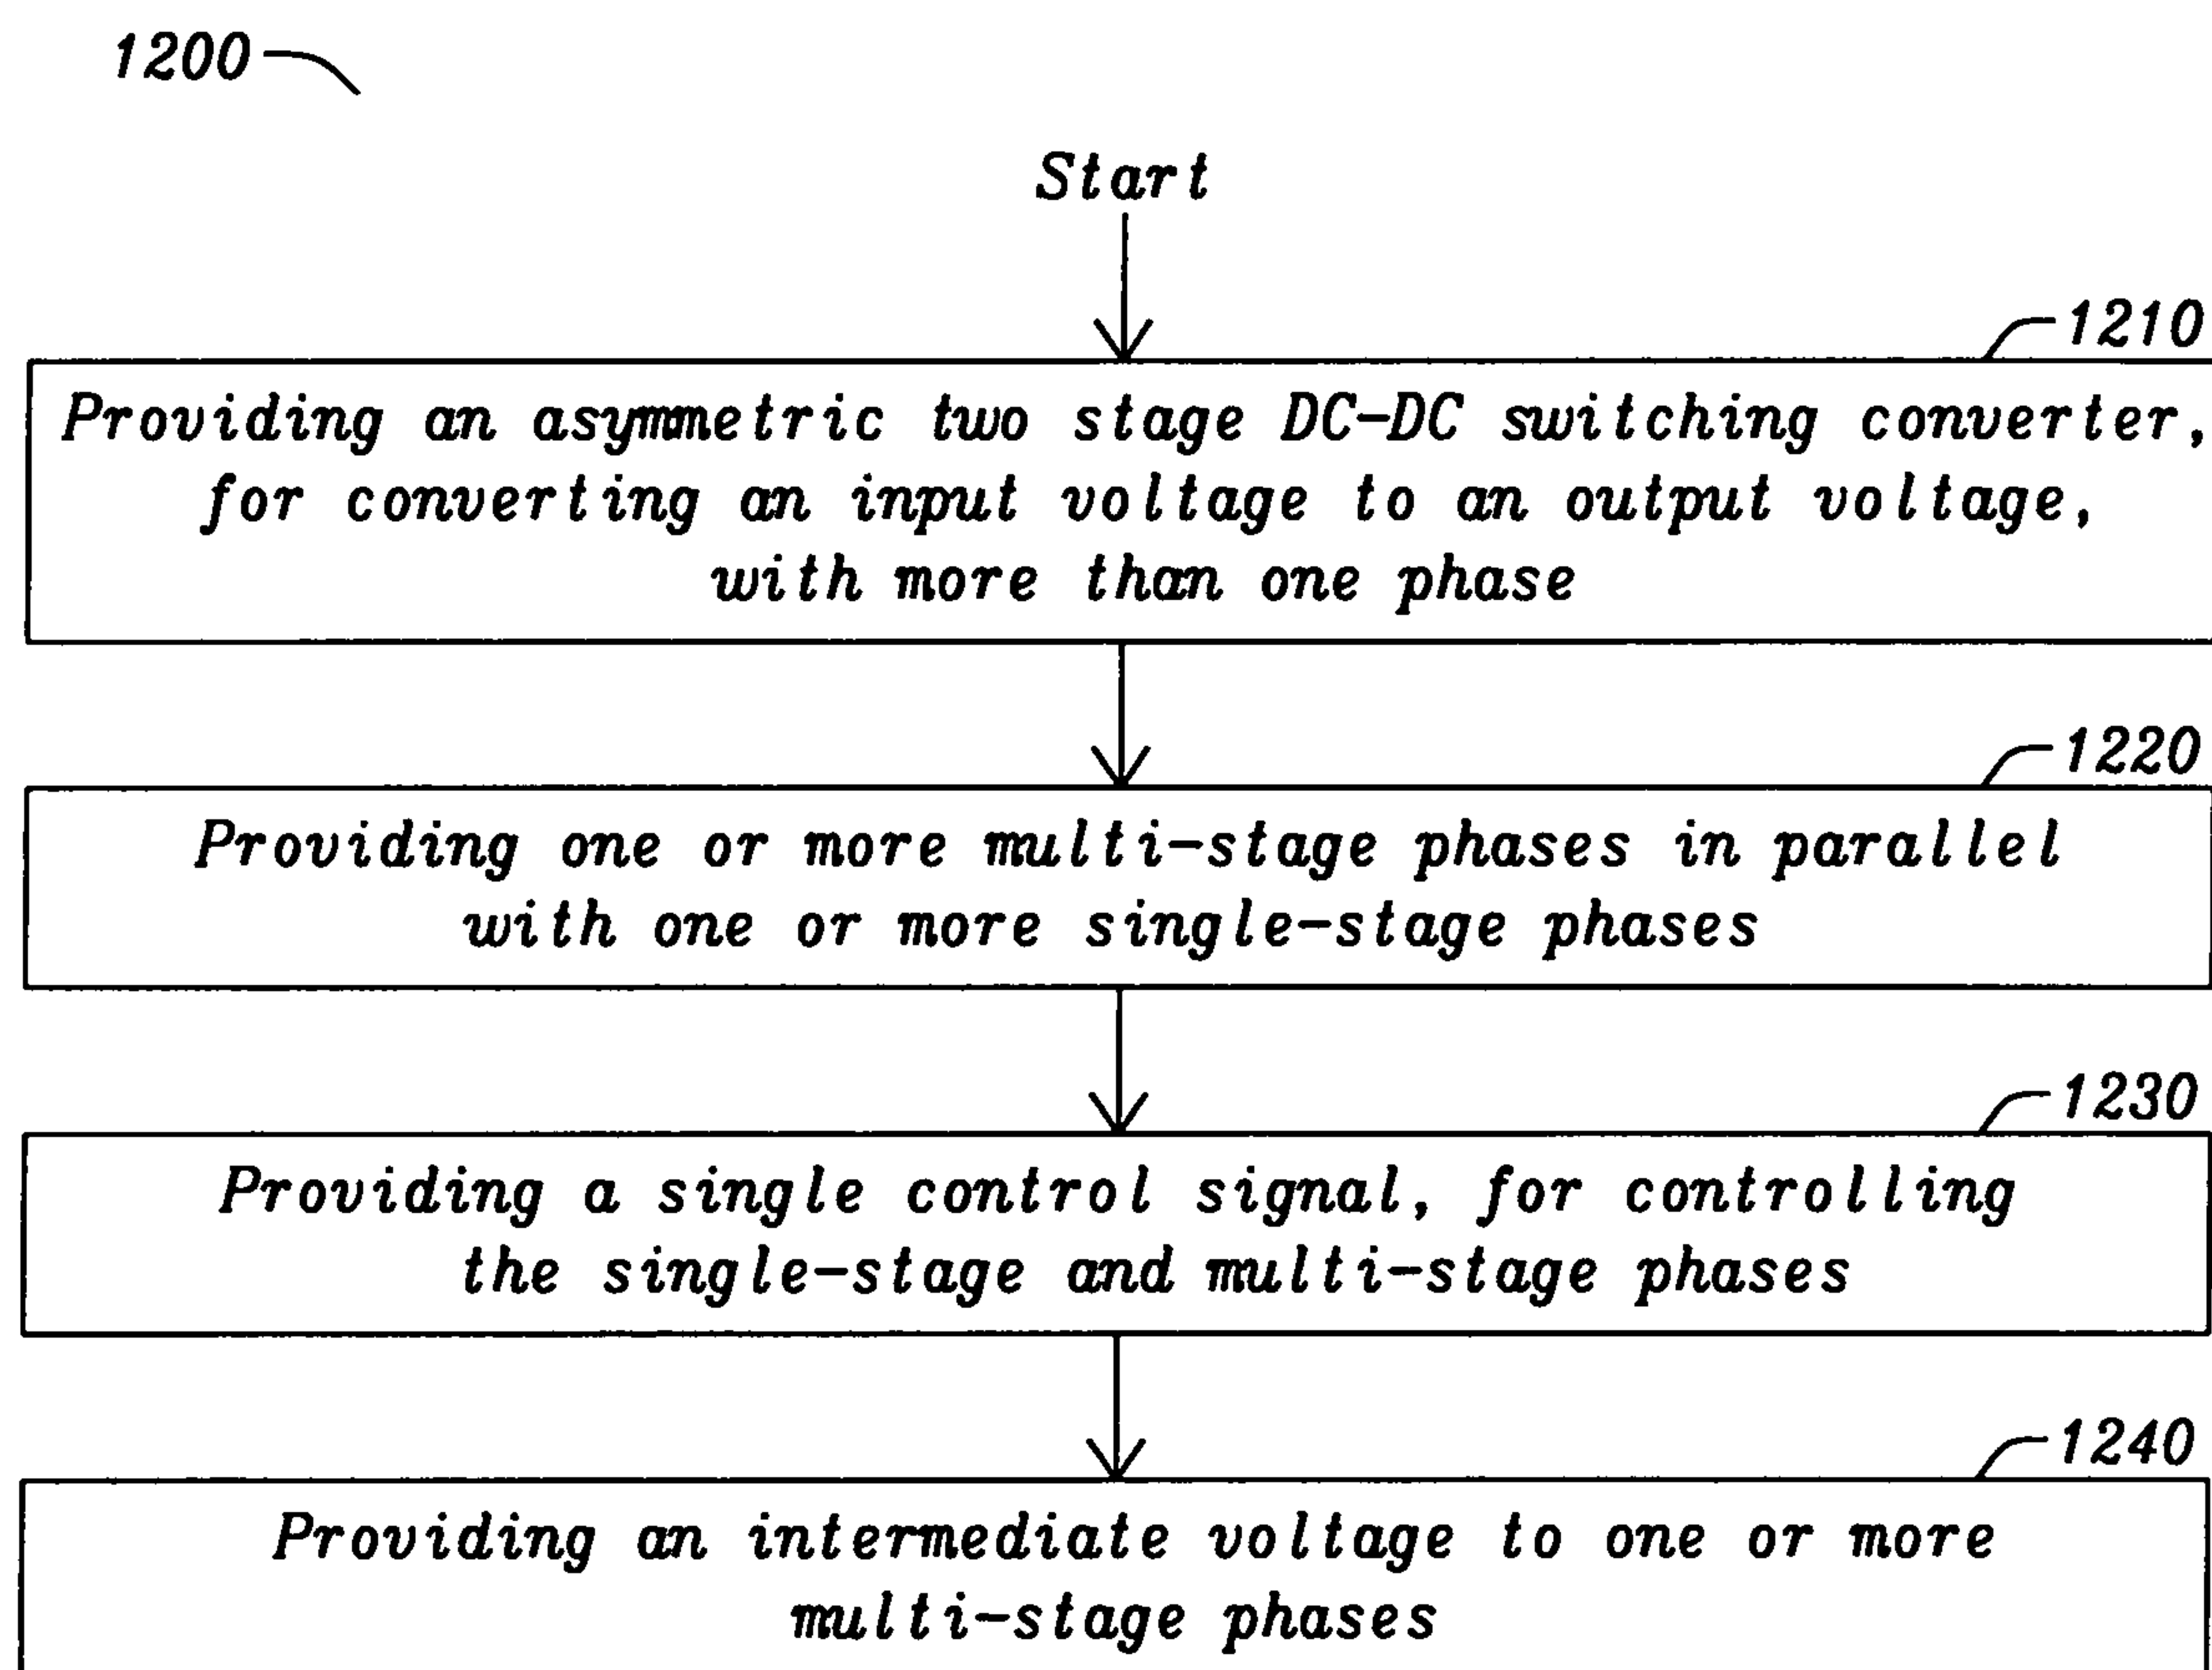 1200
Start
1210
Providing an asymmetric two stage DC-DC switching converter,
for converting an input voltage to an output voltage,
with more than one phase
1220
Providing one or more multi-stage phases in parallel
with one or more single-stage phases
1230
Providing a single control signal, for controlling
the single-stage and multi-stage phases
1240
Providing an intermediate voltage to one or more
multi-stage phases